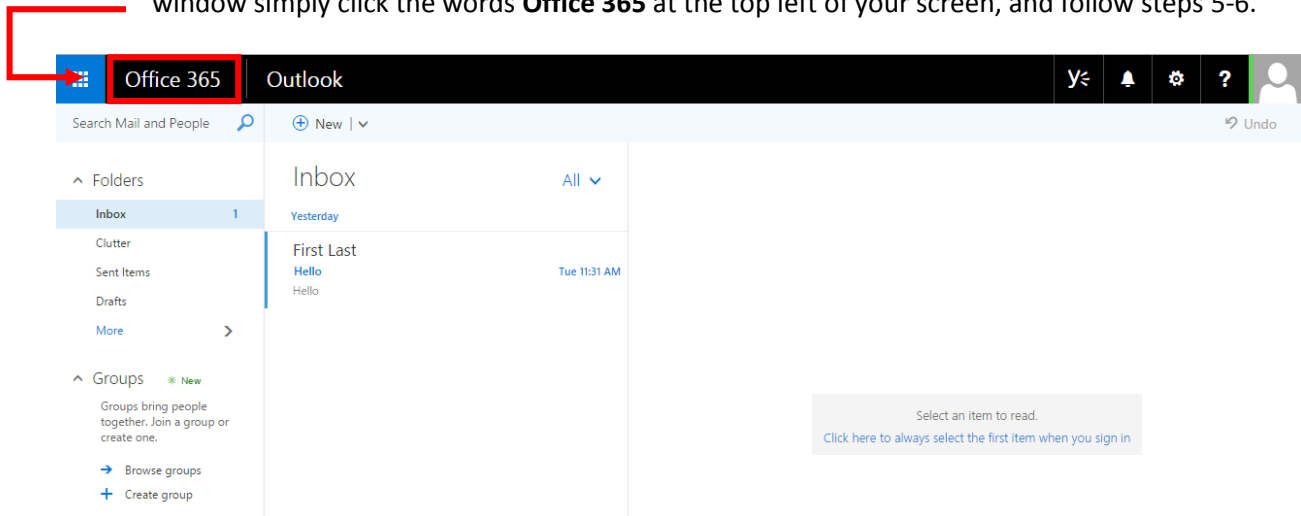 window simply click the words Office 365 at the top left of your screen, and follow steps 5-6.
Office 365
Outlook
?
Search Mail and People
New
Undo
Folders
Inbox 1
Clutter
Sent Items
Drafts
More
Groups New
Groups bring people
together. Join a group or
create one.
Browse groups
Create group
Inbox
All
Yesterday
First Last
Hello
Tue 11:31 AM
Hello
Select an item to read.
Click here to always select the first item when you sign in